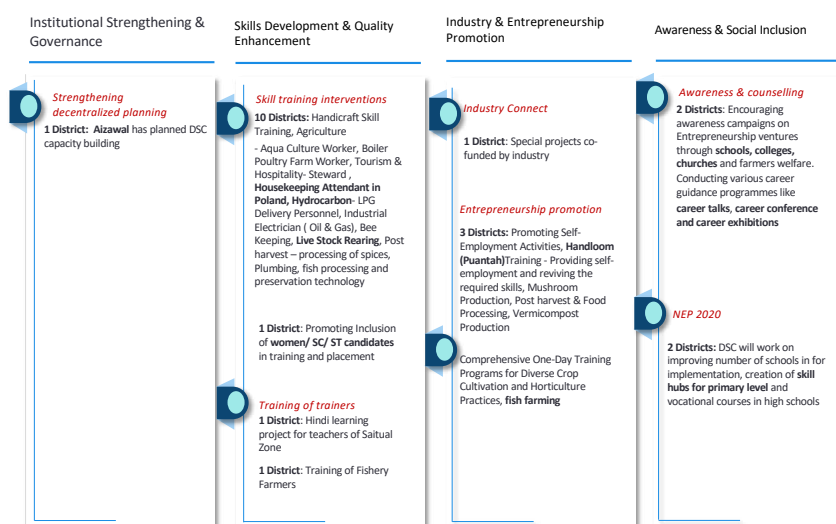 Institutional Strengthening &
Governance
Strengthening
decentralized planning
1 District: Aizawal has planned DSC
capacity building
Skills Development & Quality
Enhancement
Skill training interventions
10 Districts: Handicraft Skill
Training, Agriculture
- Aqua Culture Worker, Boiler
Poultry Farm Worker, Tourism &
Hospitality- Steward ,
Housekeeping Attendant in
Poland, Hydrocarbon- LPG
Delivery Personnel, Industrial
Electrician ( Oil & Gas), Bee
Keeping, Live Stock Rearing, Post
harvest – processing of spices,
Plumbing, fish processing and
preservation technology
1 District: Promoting Inclusion
of women/ SC/ ST candidates
in training and placement
Training of trainers
1 District: Hindi learning
project for teachers of Saitual
Zone
1 District: Training of Fishery
Farmers
Industry & Entrepreneurship
Promotion
Industry Connect
1 District: Special projects co-
funded by industry
Entrepreneurship promotion
3 Districts: Promoting Self-
Employment Activities, Handloom
(Puantah)Training - Providing self-
employment and reviving the
required skills, Mushroom
Production, Post harvest & Food
Processing, Vermicompost
Production
Comprehensive One-Day Training
Programs for Diverse Crop
Cultivation and Horticulture
Practices, fish farming
Awareness & Social Inclusion
Awareness & counselling
2 Districts: Encouraging
awareness campaigns on
Entrepreneurship ventures
through schools, colleges,
churches and farmers welfare.
Conducting various career
guidance programmes like
career talks, career conference
and career exhibitions
NEP 2020
2 Districts: DSC will work on
improving number of schools in for
implementation, creation of skill
hubs for primary level and
vocational courses in high schools